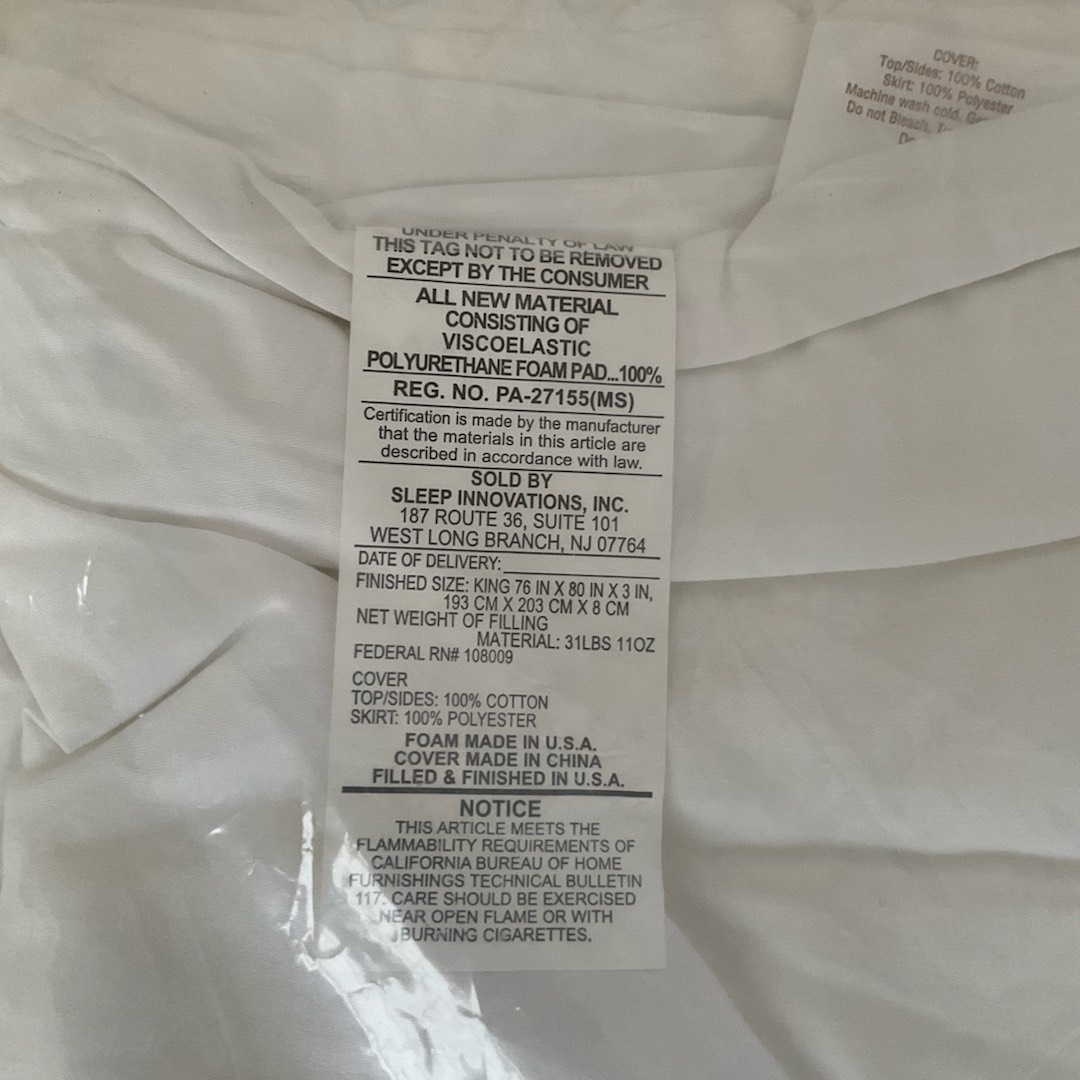 COVER:
Top/Sides: 100% Cotton
Skirt: 100% Polyester
Machine wash cold.
Do not Bleach.
UNDER PENALTY OF LAW
THIS TAG NOT TO BE REMOVED
EXCEPT BY THE CONSUMER
ALL NEW MATERIAL
CONSISTING OF
VISCOELASTIC
POLYURETHANE FOAM PAD...100%
REG. NO. PA-27155(MS)
Certification is made by the manufacturer
that the materials in this article are
described in accordance with law.
SOLD BY
SLEEP INNOVATIONS, INC.
187 ROUTE 36, SUITE 101
WEST LONG BRANCH, NJ 07764
DATE OF DELIVERY:
FINISHED SIZE: KING 76 IN X 80 IN X 3 IN,
193 CM X 203 CM X 8 CM
NET WEIGHT OF FILLING
MATERIAL: 31LBS 11OZ
FEDERAL RN# 108009
COVER
TOP/SIDES: 100% COTTON
SKIRT: 100% POLYESTER
FOAM MADE IN U.S.A.
COVER MADE IN CHINA
FILLED & FINISHED IN U.S.A.
NOTICE
THIS ARTICLE MEETS THE
FLAMMABILITY REQUIREMENTS OF
CALIFORNIA BUREAU OF HOME
FURNISHINGS TECHNICAL BULLETIN
117. CARE SHOULD BE EXERCISED
NEAR OPEN FLAME OR WITH
BURNING CIGARETTES.